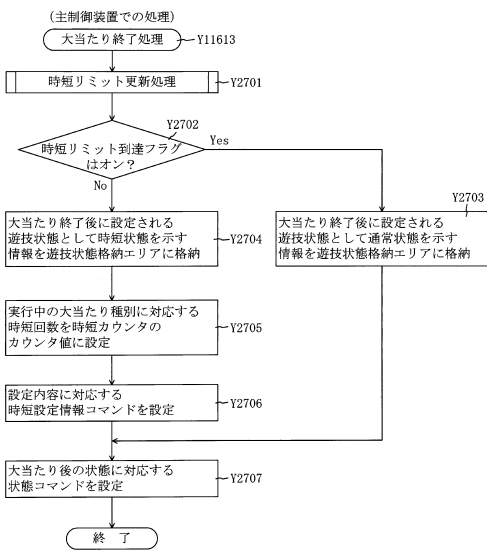 (主制御装置での処理)
大当たり終了処理
Y11613
時短リミット更新処理
Y2701
Y2702
時短リミット到達フラグ
はオン？
Yes
No
Y2703
大当たり終了後に設定される
遊技状態として時短状態を示す
情報を遊技状態格納エリアに格納
Y2704
大当たり終了後に設定される
遊技状態として通常状態を示す
情報を遊技状態格納エリアに格納
実行中の大当たり種別に対応する
時短回数を時短カウンタの
カウンタ値に設定
Y2705
設定内容に対応する
時短設定情報コマンドを設定
Y2706
大当たり後の状態に対応する
状態コマンドを設定
Y2707
終 了